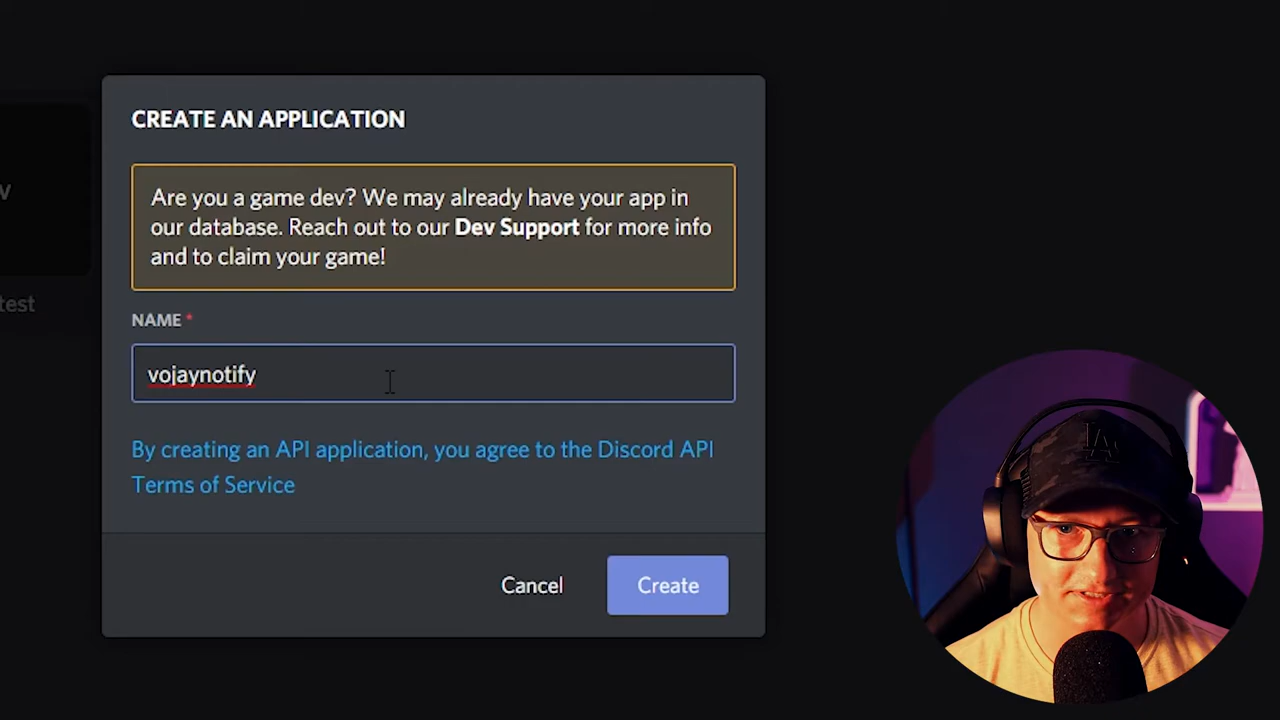 CREATE AN APPLICATION
Are you a game dev? We may already have your app in
our database. Reach out to our Dev Support for more info
and to claim your game!
NAME *
vojaynotify
By creating an API application, you agree to the Discord API
Terms of Service
Cancel
Create
v
test
LA